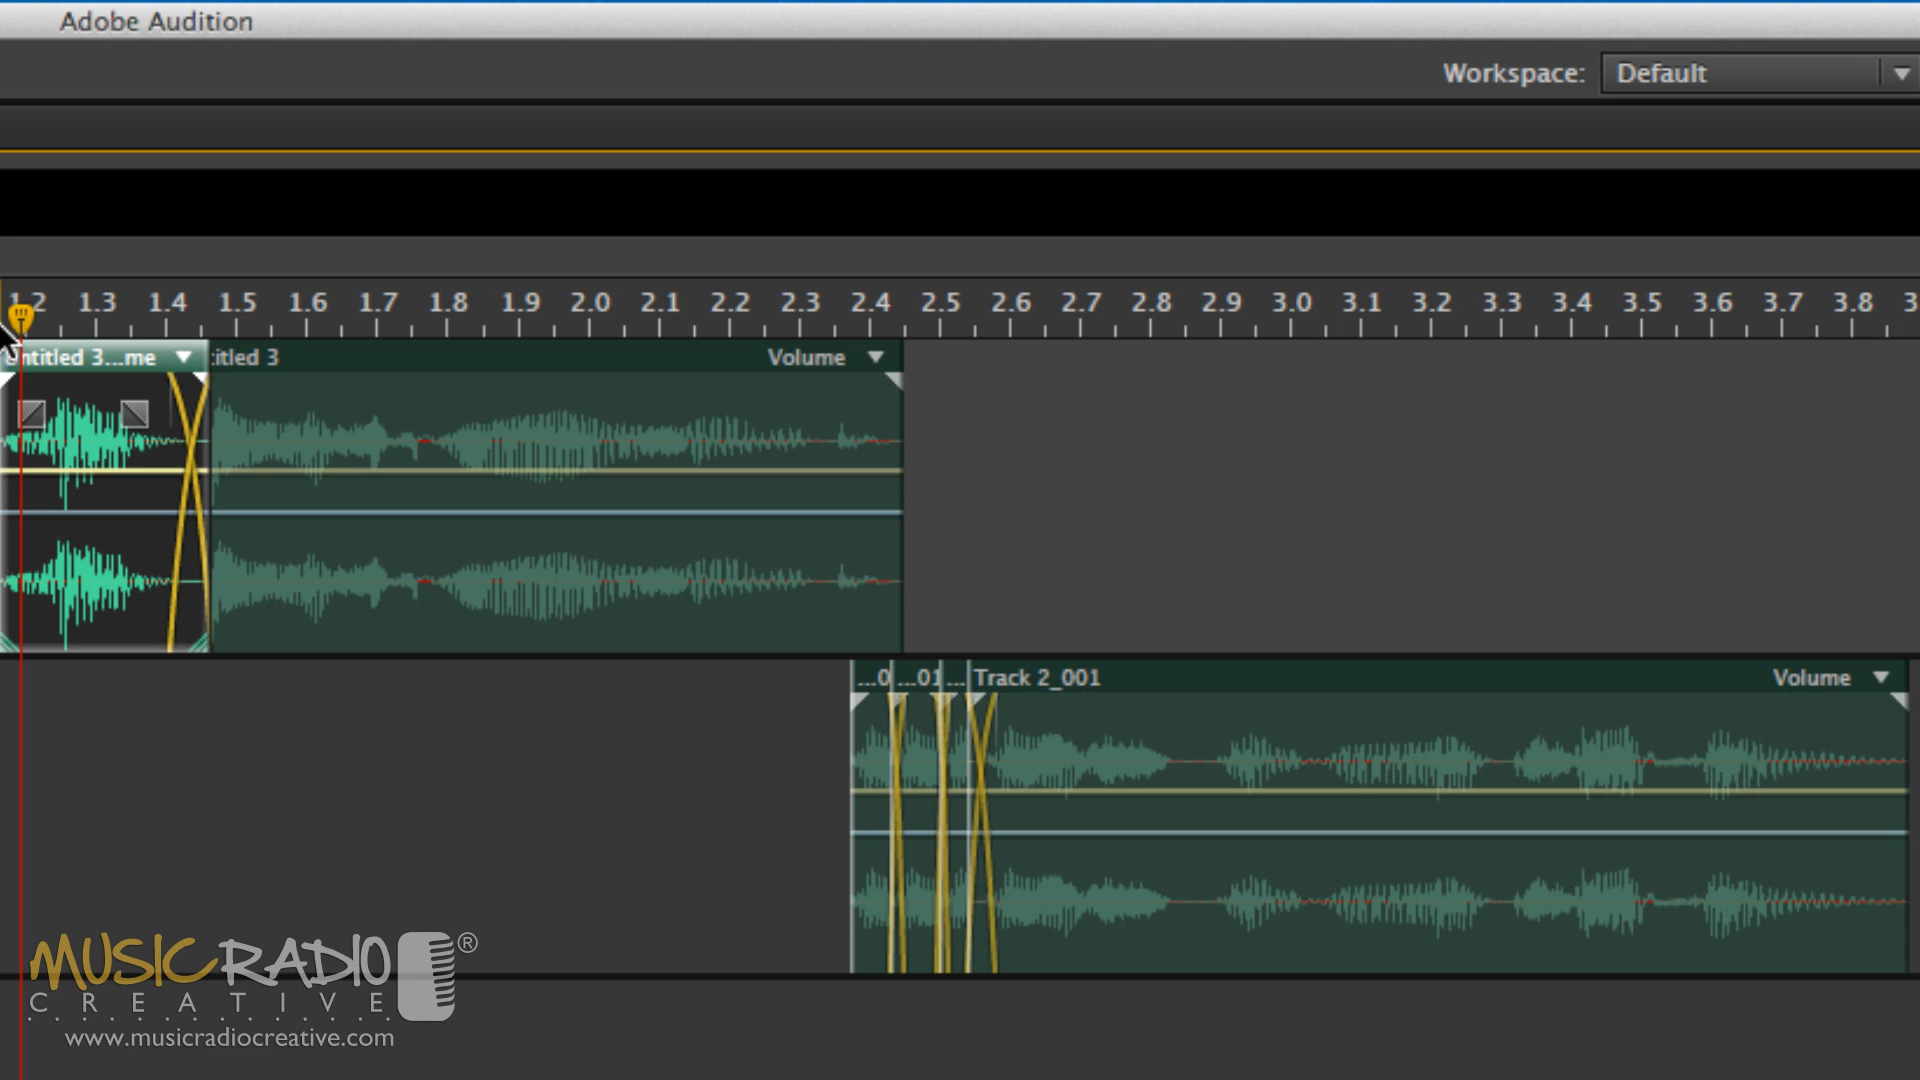 Adobe Audition
Workspace: Default
1.2 1.3 1.4 1.5 1.6 1.7 1.8 1.9 2.0 2.1 2.2 2.3 2.4 2.5 2.6 2.7 2.8 2.9 3.0 3.1 3.2 3.3 3.4 3.5 3.6 3.7 3.8 3
ntitled 3...me :itled 3 Volume
...0 ...01 ... Track 2_001 Volume
MUSIC RADIO ®
CREATIVE
www.musicradiocreative.com